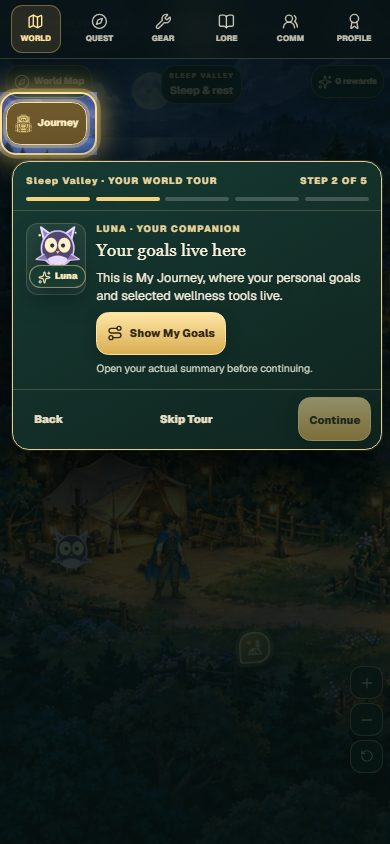 WORLD
QUEST
GEAR
LORE
COMM
PROFILE
World Map
SLEEP VALLEY
Sleep & rest
0 rewards
Journey
Sleep Valley · YOUR WORLD TOUR
STEP 2 OF 5
LUNA · YOUR COMPANION
Your goals live here
Luna
This is My Journey, where your personal goals
and selected wellness tools live.
Show My Goals
Open your actual summary before continuing.
Back
Skip Tour
Continue